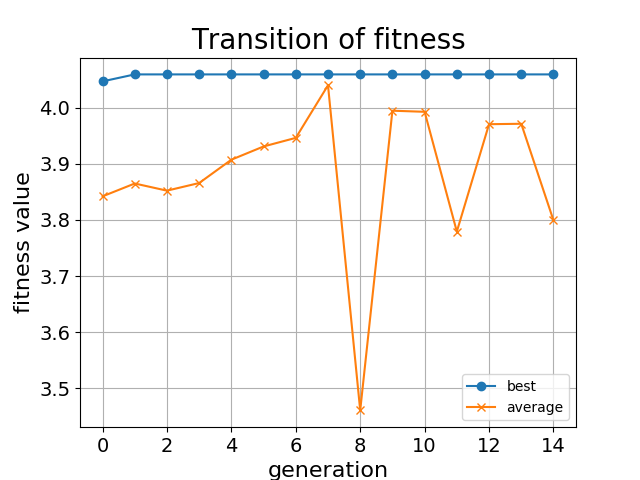 Transition of fitness
fitness value
4.0
3.9
3.8
3.7
3.6
3.5
0 2 4 6 8 10 12 14
generation
best
average